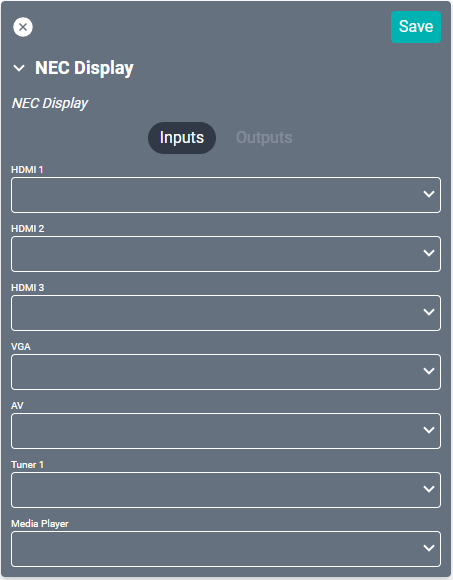 Save
NEC Display
NEC Display
Inputs Outputs
HDMI 1
HDMI 2
HDMI 3
VGA
AV
Tuner 1
Media Player